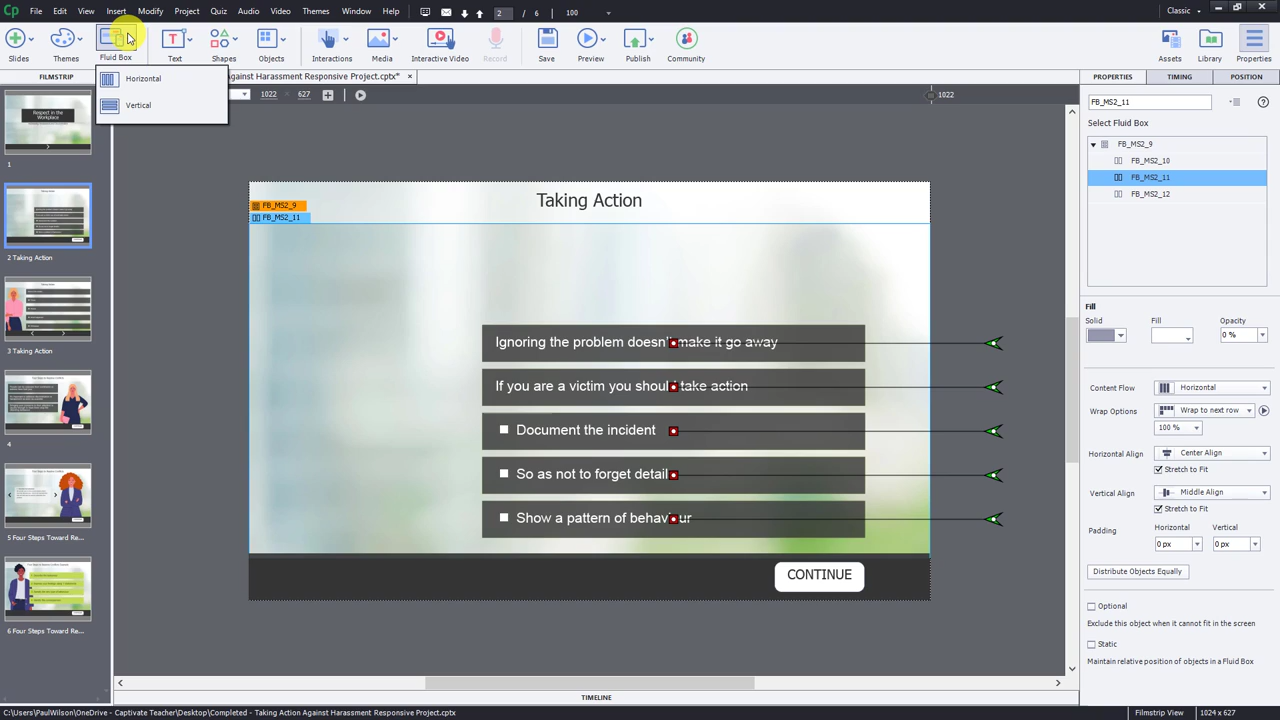 Cp File Edit View Insert Modify Project Quiz Audio Video Themes Window Help 2 / 6 100 Classic
Slides Themes Fluid Box Text Shapes Objects Interactions Media Interactive Video Record Save Preview Publish Community Assets Library Properties
FILMSTRIP
Against Harassment Responsive Project.cptx* ×
PROPERTIES TIMING POSITION
Horizontal
Vertical
1022 × 627
1022
FB_MS2_11
Select Fluid Box
FB_MS2_9
FB_MS2_10
FB_MS2_11
FB_MS2_12
Respect in the
Workplace
1
2 Taking Action
3 Taking Action
4
5 Four Steps Toward Re...
6 Four Steps Toward Re...
Taking Action
FB_MS2_9
FB_MS2_11
Ignoring the problem doesn't make it go away
If you are a victim you should take action
Document the incident
So as not to forget detail
Show a pattern of behaviour
CONTINUE
Fill
Solid Fill Opacity
0 %
Content Flow Horizontal
Wrap Options Wrap to next row
100 %
Horizontal Align Center Align
Stretch to Fit
Vertical Align Middle Align
Stretch to Fit
Padding Horizontal Vertical
0 px 0 px
Distribute Objects Equally
Optional
Exclude this object when it cannot fit in the screen
Static
Maintain relative position of objects in a Fluid Box
TIMELINE
C:\Users\PaulWilson\OneDrive - Captivate Teacher\Desktop\Completed - Taking Action Against Harassment Responsive Project.cptx Filmstrip View 1024 x 627